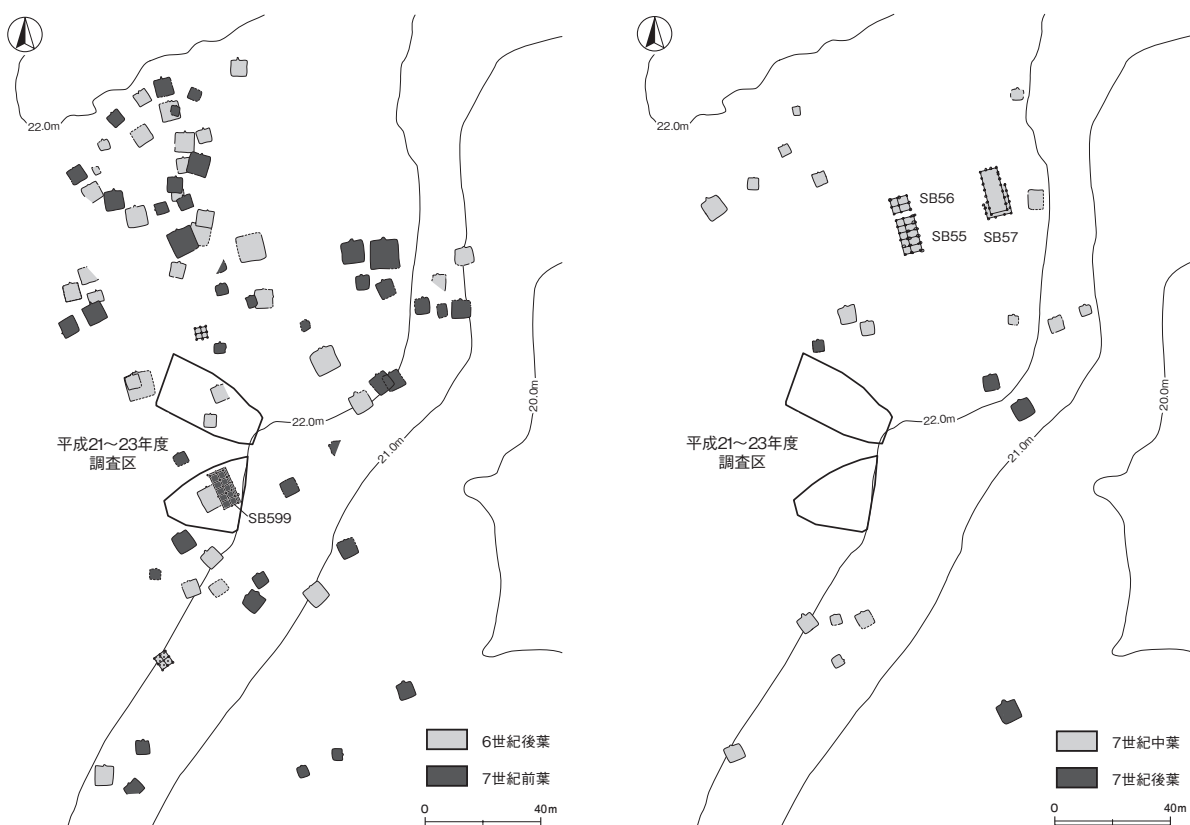 22.0m
22.0m
21.0m
20.0m
平成21～23年度
調査区
SB599
6世紀後葉
7世紀前葉
0
40m
22.0m
SB56
SB55
SB57
22.0m
21.0m
20.0m
平成21～23年度
調査区
7世紀中葉
7世紀後葉
0
40m